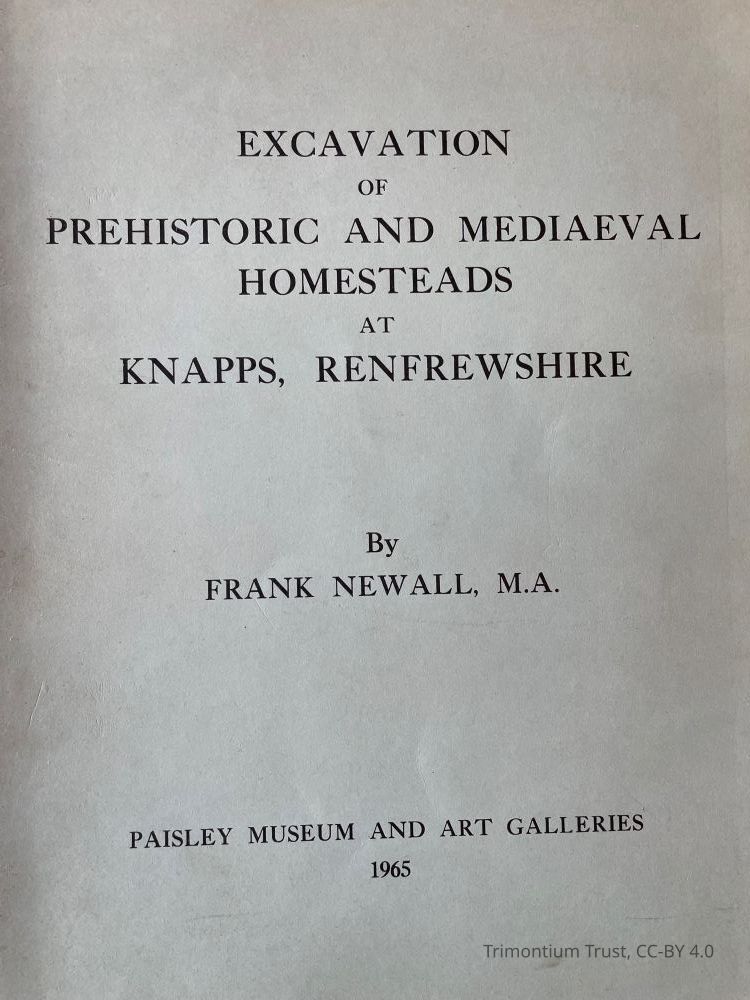 EXCAVATION
OF
PREHISTORIC AND MEDIAEVAL
HOMESTEADS
AT
KNAPPS, RENFREWSHIRE
By
FRANK NEWALL, M.A.
PAISLEY MUSEUM AND ART GALLERIES
1965
Trimontium Trust, CC-BY 4.0